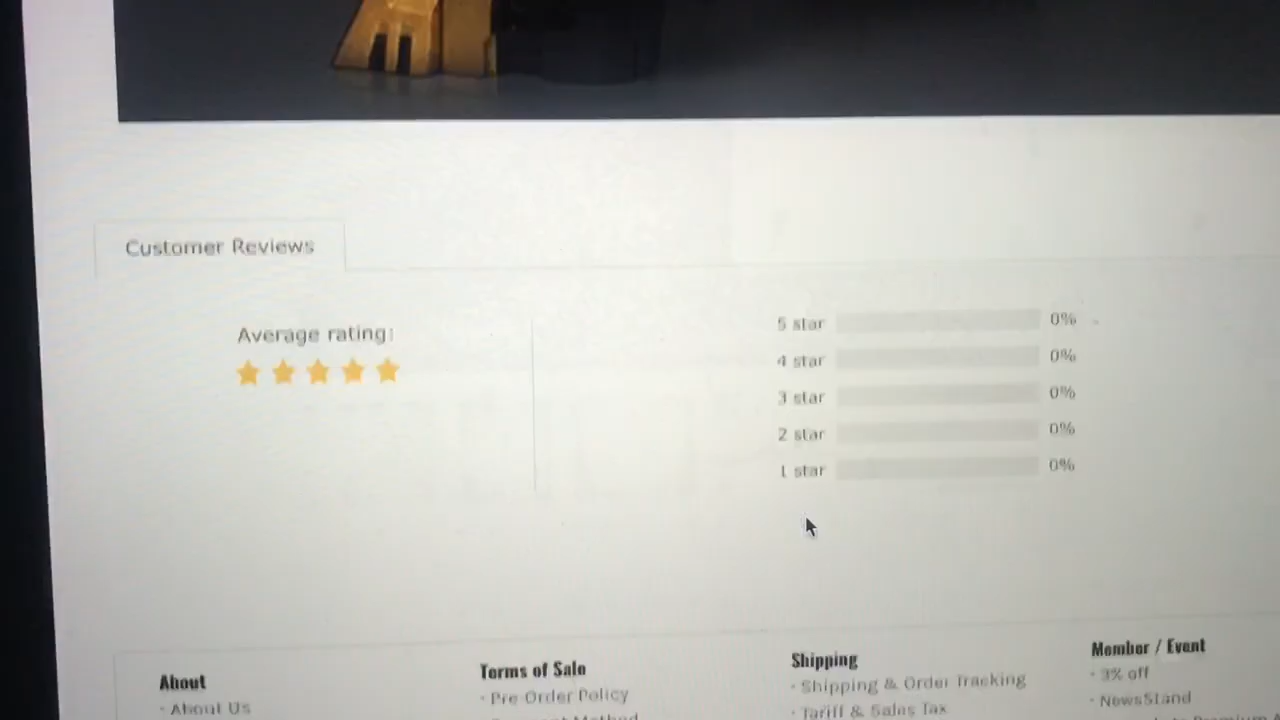 Customer Reviews
Average rating:
5 star 0%
4 star 0%
3 star 0%
2 star 0%
1 star 0%
About
· About Us
Terms of Sale
· Pre Order Policy
Payment Method
Shipping
· Shipping & Order Tracking
· Tariff & Sales Tax
Member / Event
· 3% off
· NewsStand